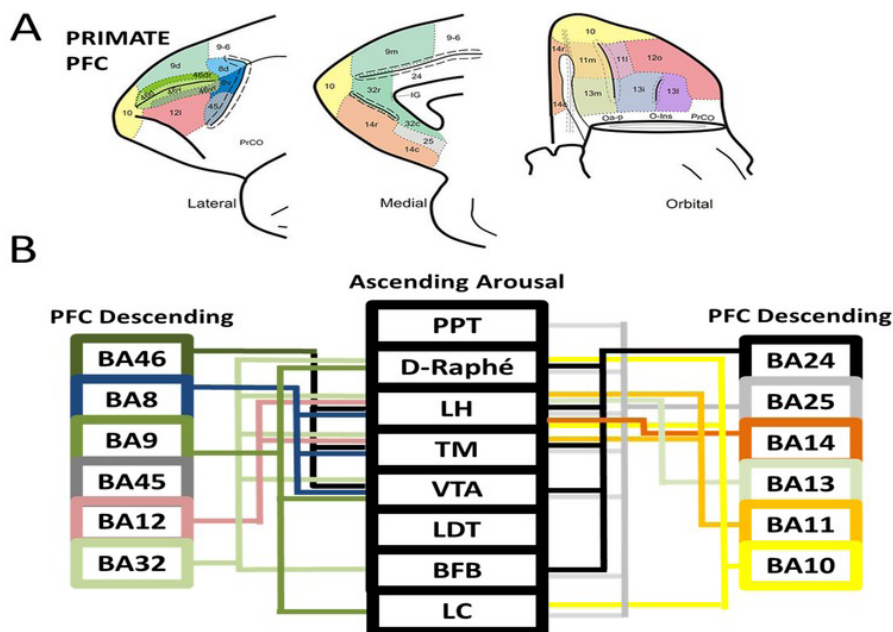 A
PRIMATE
PFC
9d
9-6
8d
46dr
46d
46vr
8v
45
10
12l
PrCO
Lateral
9m
9-6
24
10
32r
IG
14r
32c
25
14c
Medial
10
14r
11m
11l
12o
13m
13i
13l
14c
Oa-p
O-Ins
PrCO
Orbital
B
Ascending Arousal
PFC Descending
PFC Descending
BA46
BA8
BA9
BA45
BA12
BA32
PPT
D-Raphé
LH
TM
VTA
LDT
BFB
LC
BA24
BA25
BA14
BA13
BA11
BA10